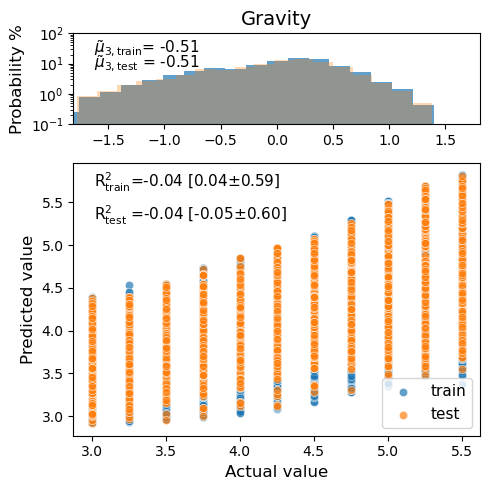 Gravity
Probability %
10²
10¹
10⁰
10⁻¹
μ̃₃,train= -0.51
μ̃₃,test = -0.51
−1.5 −1.0 −0.5 0.0 0.5 1.0 1.5
R²train=-0.04 [0.04±0.59]
R²test =-0.04 [-0.05±0.60]
Predicted value
5.5
5.0
4.5
4.0
3.5
3.0
train
test
3.0 3.5 4.0 4.5 5.0 5.5
Actual value